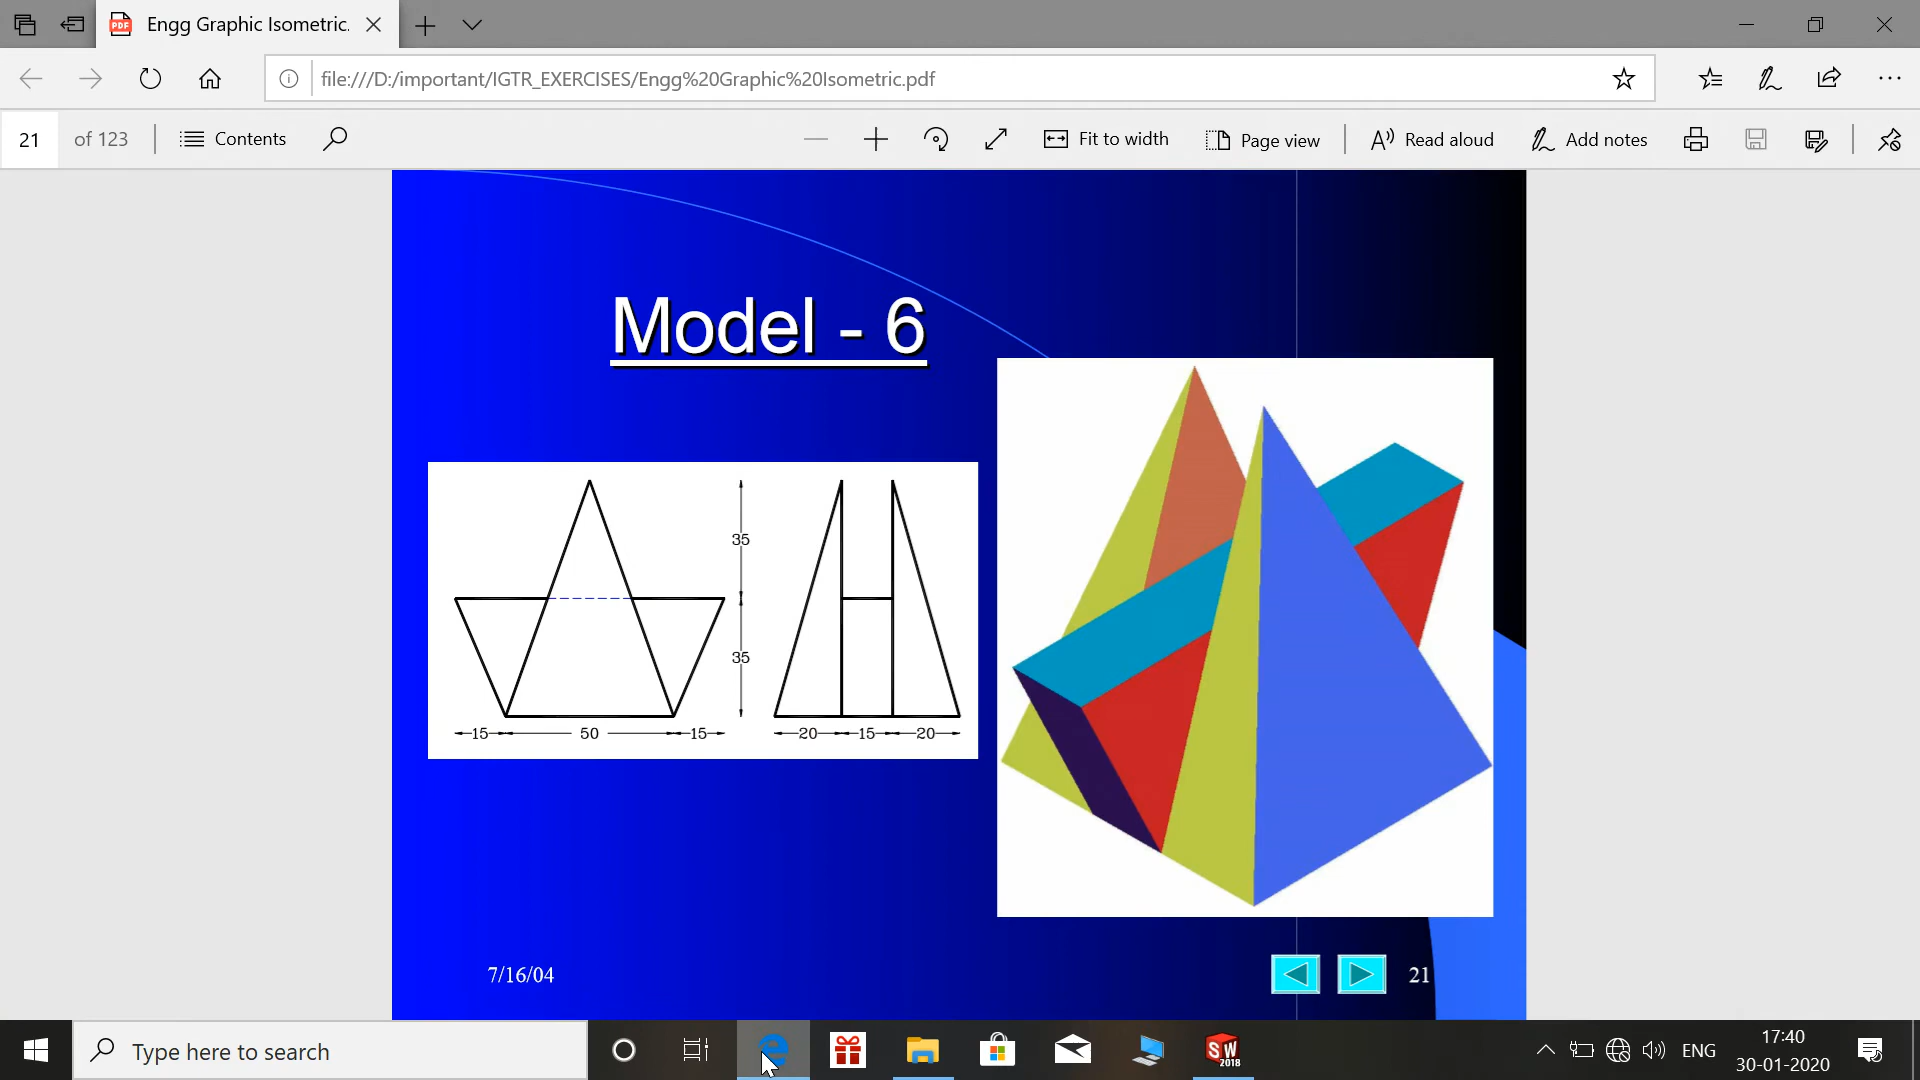 Engg Graphic Isometric.
file:///D:/important/IGTR_EXERCISES/Engg%20Graphic%20Isometric.pdf
21 of 123 Contents Fit to width Page view Read aloud Add notes
Model - 6
35
35
15 50 15 20 15 20
7/16/04 21
Type here to search
SW 2018
ENG
17:40
30-01-2020